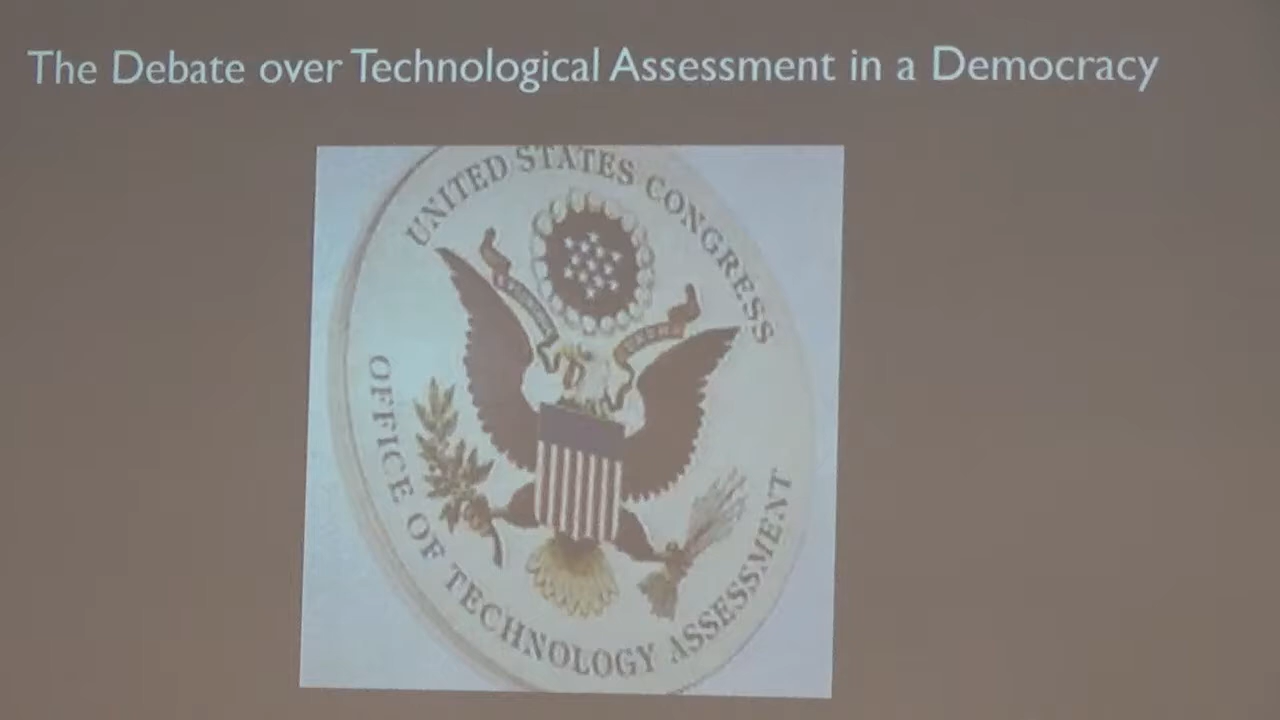 The Debate over Technological Assessment in a Democracy
UNITED STATES CONGRESS
OFFICE OF TECHNOLOGY ASSESSMENT